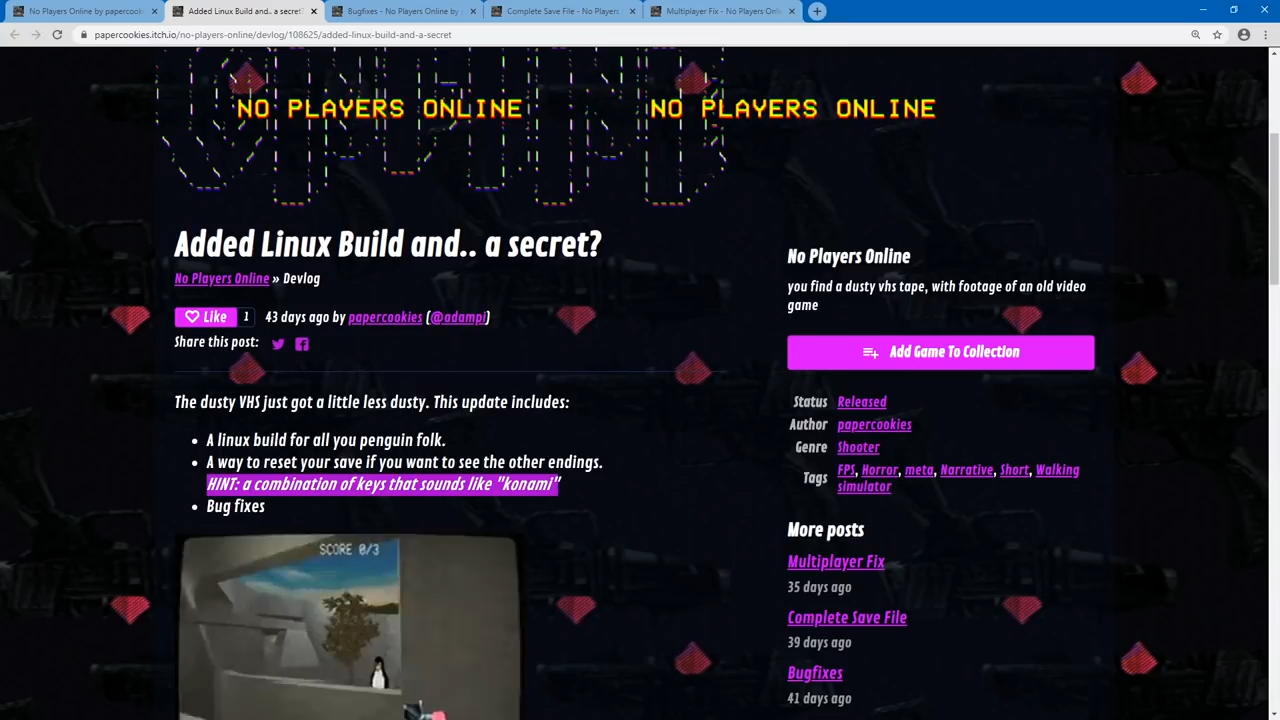 No Players Online by papercooki
Added Linux Build and.. a secret?
Bugfixes - No Players Online by
Complete Save File - No Players
Multiplayer Fix - No Players Onl
papercookies.itch.io/no-players-online/devlog/108625/added-linux-build-and-a-secret
NO PLAYERS ONLINE NO PLAYERS ONLINE
Added Linux Build and.. a secret?
No Players Online » Devlog
Like 1 43 days ago by papercookies (@adampi)
Share this post:
The dusty VHS just got a little less dusty. This update includes:
• A linux build for all you penguin folk.
• A way to reset your save if you want to see the other endings.
HINT: a combination of keys that sounds like "konami"
• Bug fixes
SCORE 0/3
No Players Online
you find a dusty vhs tape, with footage of an old video
game
Add Game To Collection
Status Released
Author papercookies
Genre Shooter
Tags FPS, Horror, meta, Narrative, Short, Walking
simulator
More posts
Multiplayer Fix
35 days ago
Complete Save File
39 days ago
Bugfixes
41 days ago